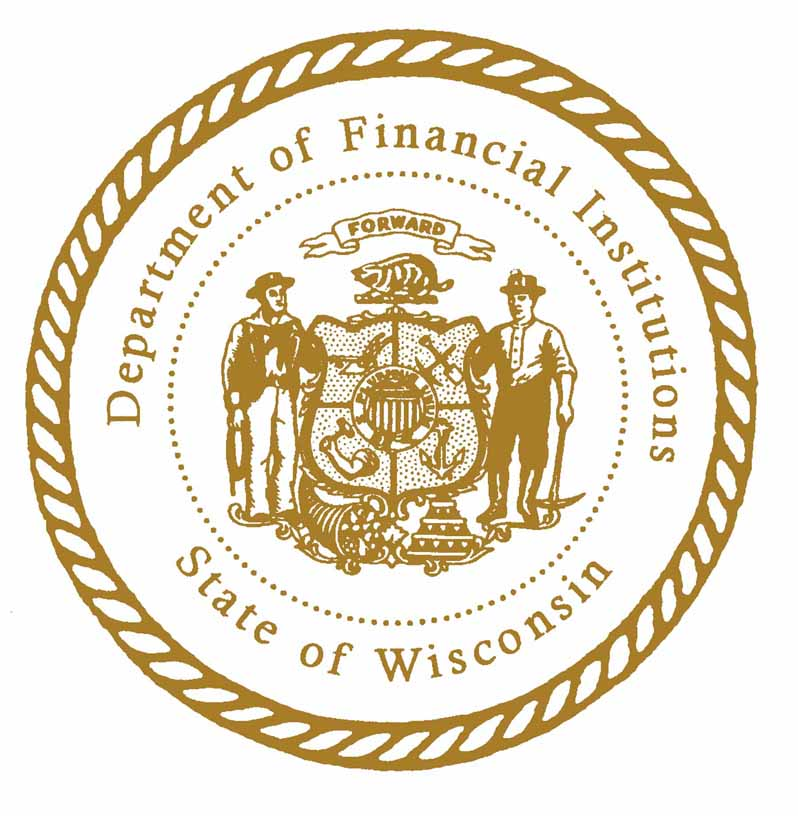 Department of Financial Institutions
FORWARD
State of Wisconsin